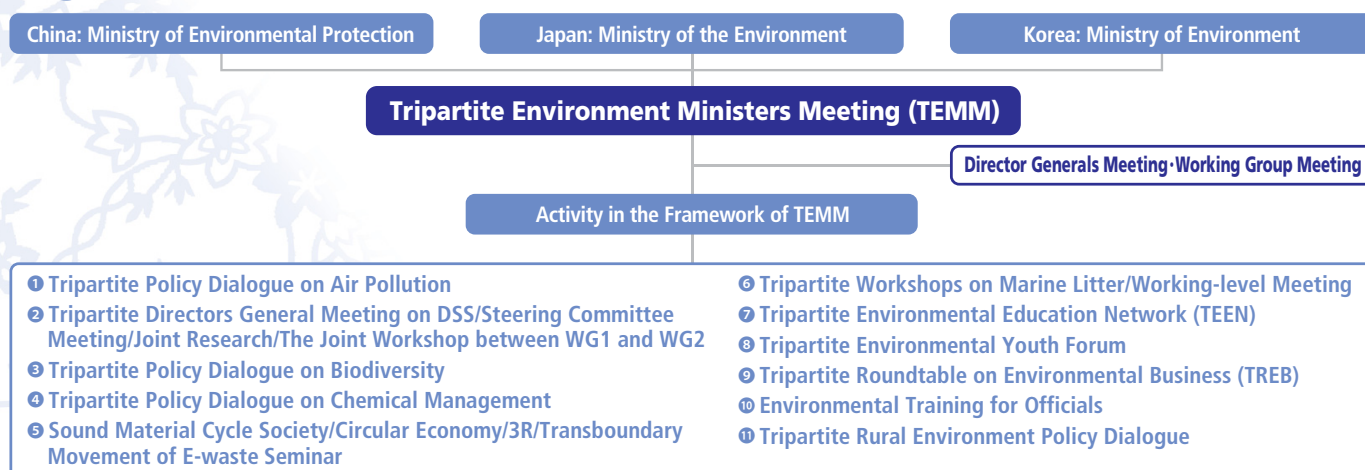 China: Ministry of Environmental Protection
Japan: Ministry of the Environment
Korea: Ministry of Environment
Tripartite Environment Ministers Meeting (TEMM)
Director Generals Meeting·Working Group Meeting
Activity in the Framework of TEMM
❶ Tripartite Policy Dialogue on Air Pollution
❷ Tripartite Directors General Meeting on DSS/Steering Committee
Meeting/Joint Research/The Joint Workshop between WG1 and WG2
❸ Tripartite Policy Dialogue on Biodiversity
❹ Tripartite Policy Dialogue on Chemical Management
❺ Sound Material Cycle Society/Circular Economy/3R/Transboundary
Movement of E-waste Seminar
❻ Tripartite Workshops on Marine Litter/Working-level Meeting
❼ Tripartite Environmental Education Network (TEEN)
❽ Tripartite Environmental Youth Forum
❾ Tripartite Roundtable on Environmental Business (TREB)
❿ Environmental Training for Officials
⓫ Tripartite Rural Environment Policy Dialogue